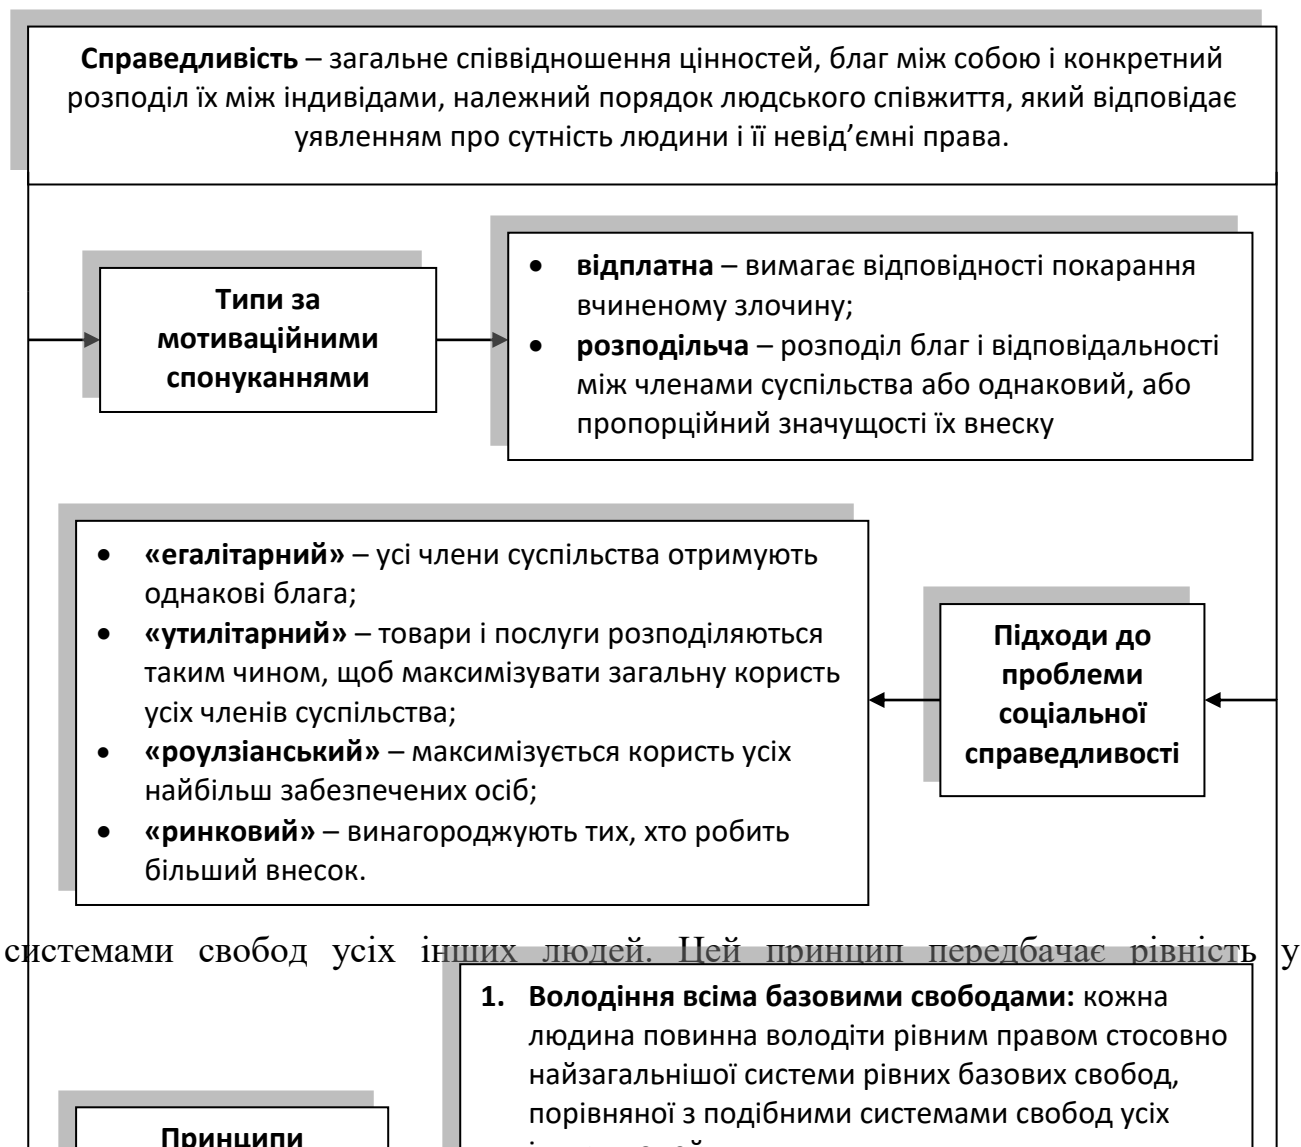 Справедливість – загальне співвідношення цінностей, благ між собою і конкретний
розподіл їх між індивідами, належний порядок людського співжиття, який відповідає
уявленням про сутність людини і її невід’ємні права.
Типи за
мотиваційними
спонуканнями
• відплатна – вимагає відповідності покарання
вчиненому злочину;
• розподільча – розподіл благ і відповідальності
між членами суспільства або однаковий, або
пропорційний значущості їх внеску
• «егалітарний» – усі члени суспільства отримують
однакові блага;
• «утилітарний» – товари і послуги розподіляються
таким чином, щоб максимізувати загальну користь
усіх членів суспільства;
• «роулзіанський» – максимізується користь усіх
найбільш забезпечених осіб;
• «ринковий» – винагороджують тих, хто робить
більший внесок.
Підходи до
проблеми
соціальної
справедливості
системами свобод усіх інших людей. Цей принцип передбачає рівність у
1. Володіння всіма базовими свободами: кожна
людина повинна володіти рівним правом стосовно
найзагальнішої системи рівних базових свобод,
порівняної з подібними системами свобод усіх
Принципи